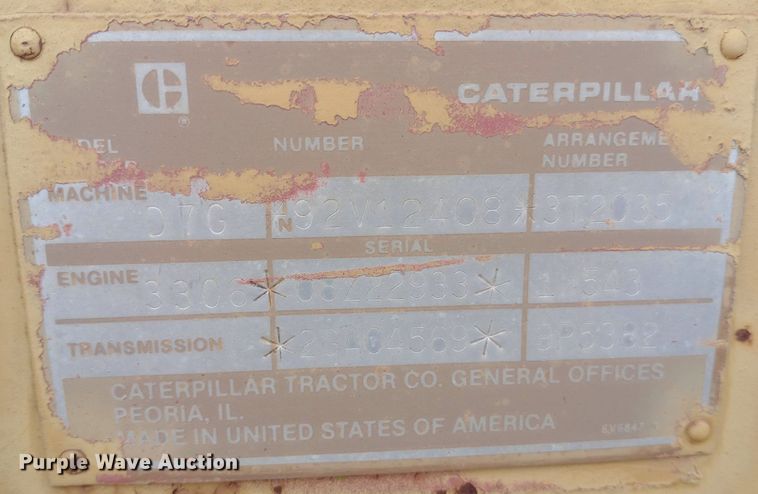 CATERPILLAR
®
NUMBER
ARRANGEME
NUMBER
MACHINE D7G N 92V12408* 3T2035
SERIAL
ENGINE 3306
TRANSMISSION 9P5382
CATERPILLAR TRACTOR CO. GENERAL OFFICES
PEORIA, IL.
MADE IN UNITED STATES OF AMERICA
Purple Wave Auction